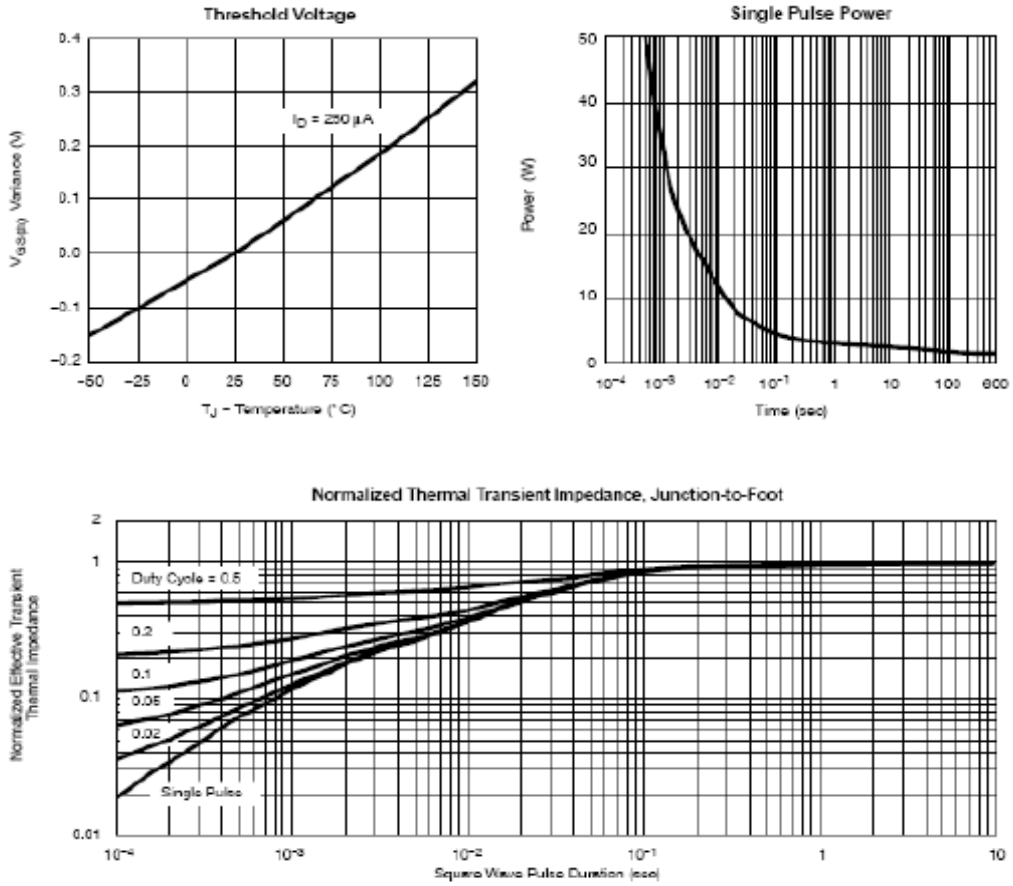 Threshold Voltage
0.4
0.3
0.2
0.1
0.0
–0.1
–0.2
V_GS(th) Variance (V)
I_D = 250 µA
–50 –25 0 25 50 75 100 125 150
T_J – Temperature (°C)
Single Pulse Power
50
40
30
20
10
0
Power (W)
10⁻⁴ 10⁻³ 10⁻² 10⁻¹ 1 10 100 600
Time (sec)
Normalized Thermal Transient Impedance, Junction-to-Foot
2
1
0.1
0.01
Normalized Effective Transient
Thermal Impedance
Duty Cycle = 0.5
0.2
0.1
0.05
0.02
Single Pulse
10⁻⁴ 10⁻³ 10⁻² 10⁻¹ 1 10
Square Wave Pulse Duration (sec)